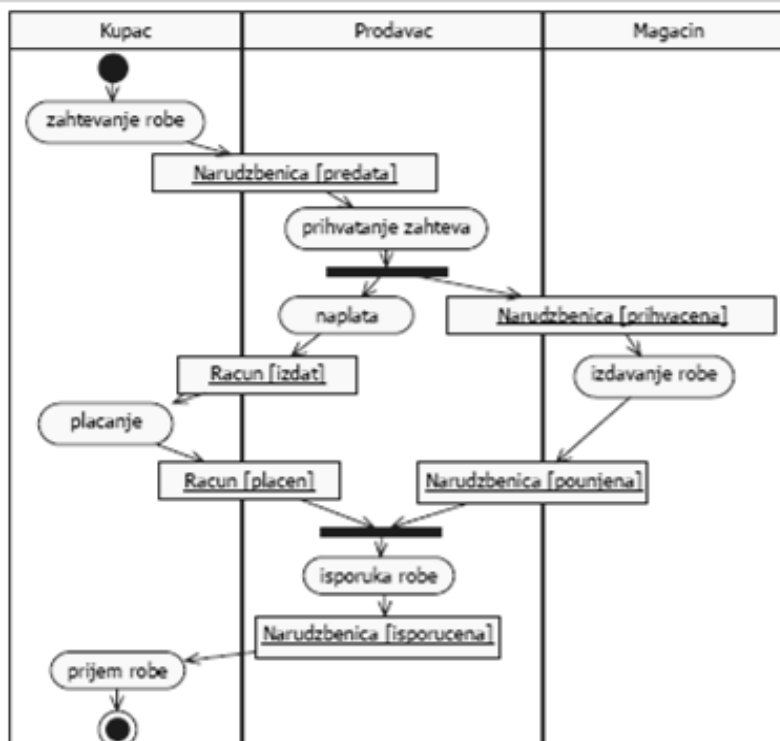 Kupac
Prodavac
Magacin
zahtevanje robe
Narudzbenica [predata]
prihvatanje zahteva
naplata
Narudzbenica [prihvacena]
Racun [izdat]
izdavanje robe
placanje
Racun [placen]
Narudzbenica [pounjena]
isporuka robe
Narudzbenica [isporucena]
prijem robe